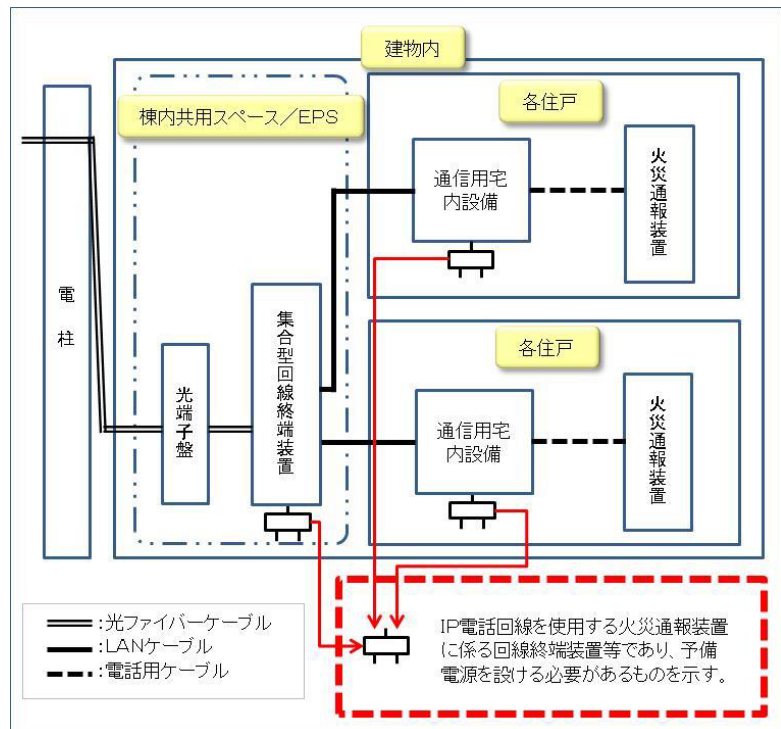 建物内
棟内共用スペース／EPS
各住戸
通信用宅
内設備
火災通報装置
電柱
集合型回線終端装置
光端子盤
各住戸
通信用宅
内設備
火災通報装置
:光ファイバーケーブル
:LANケーブル
:電話用ケーブル
IP電話回線を使用する火災通報装置
に係る回線終端装置等であり、予備
電源を設ける必要があるものを示す。